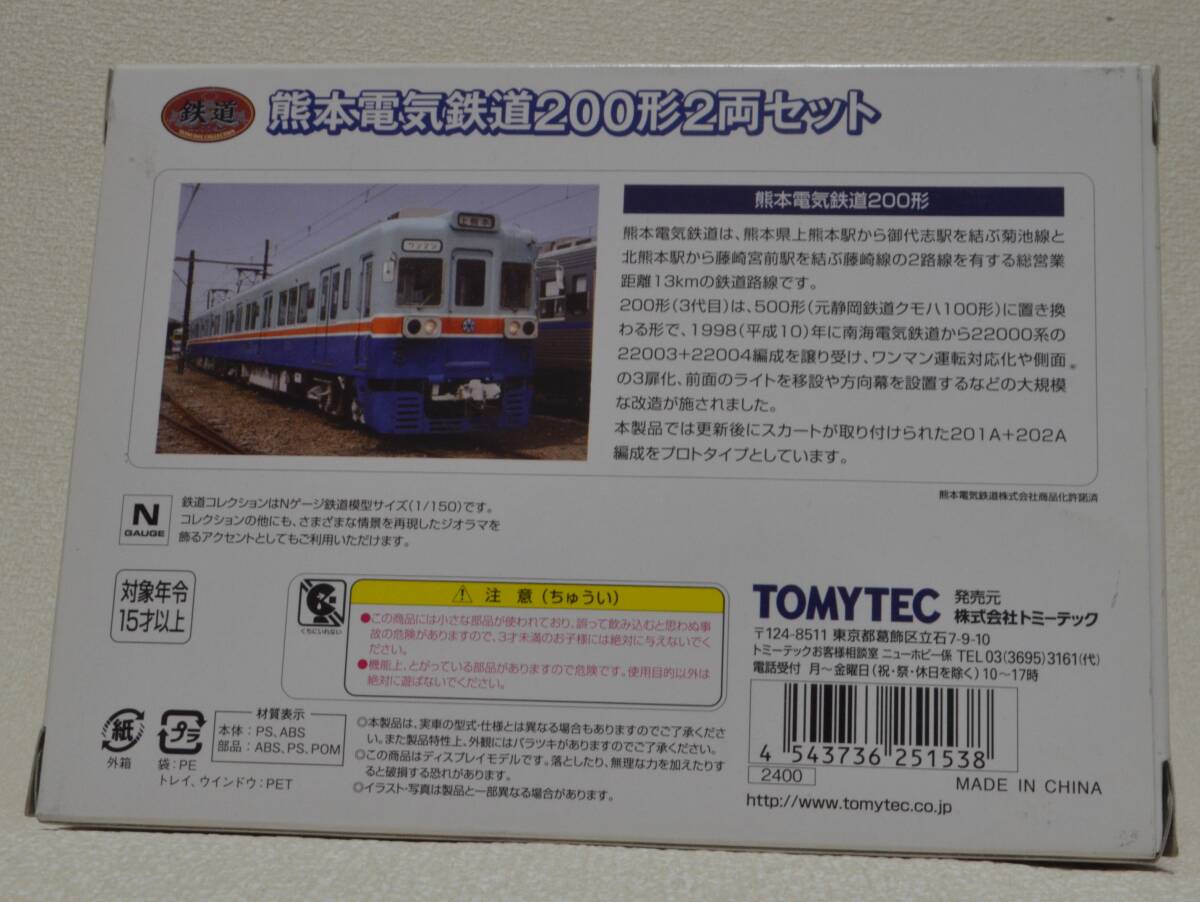 鉄道
熊本電気鉄道200形2両セット
ワンマン
熊本電気鉄道200形
熊本電気鉄道は、熊本県上熊本駅から御代志駅を結ぶ菊池線と
北熊本駅から藤崎宮前駅を結ぶ藤崎線の2路線を有する総営業
距離13kmの鉄道路線です。
200形(3代目)は、500形(元静岡鉄道クモハ100形)に置き換
わる形で、1998(平成10)年に南海電気鉄道から22000系の
22003+22004編成を譲り受け、ワンマン運転対応化や側面
の3扉化、前面のライトを移設や方向幕を設置するなどの大規模
な改造が施されました。
本製品では更新後にスカートが取り付けられた201A+202A
編成をプロトタイプとしています。
熊本電気鉄道株式会社商品化許諾済
N
GAUGE
鉄道コレクションはNゲージ鉄道模型サイズ(1/150)です。
コレクションの他にも、さまざまな情景を再現したジオラマを
飾るアクセントとしてもご利用いただけます。
対象年令
15才以上
くちにいれない
注 意 (ちゅうい)
●この商品には小さな部品が使われており、誤って飲み込むと思わぬ事
故の危険がありますので、3才未満のお子様には絶対に与えないでく
ださい。
●機能上、とがっている部品がありますので危険です。使用目的以外は
絶対に遊ばないでください。
TOMYTEC
発売元
株式会社トミーテック
〒124-8511 東京都葛飾区立石7-9-10
トミーテックお客様相談室 ニューホビー係 TEL 03(3695)3161(代)
電話受付 月~金曜日(祝・祭・休日を除く)10~17時
紙
外箱
プラ
材質表示
本体:PS、ABS
部品:ABS、PS、POM
袋:PE
トレイ、ウインドウ:PET
◎本製品は、実車の型式・仕様とは異なる場合もありますのでご了承くださ
い。また製品特性上、外観にはバラツキがありますのでご了承ください。
◎この商品はディスプレイモデルです。落としたり、無理な力を加えたりす
ると破損する恐れがあります。
◎イラスト・写真は製品と一部異なる場合があります。
4 543736 251538
2400
MADE IN CHINA
http://www.tomytec.co.jp